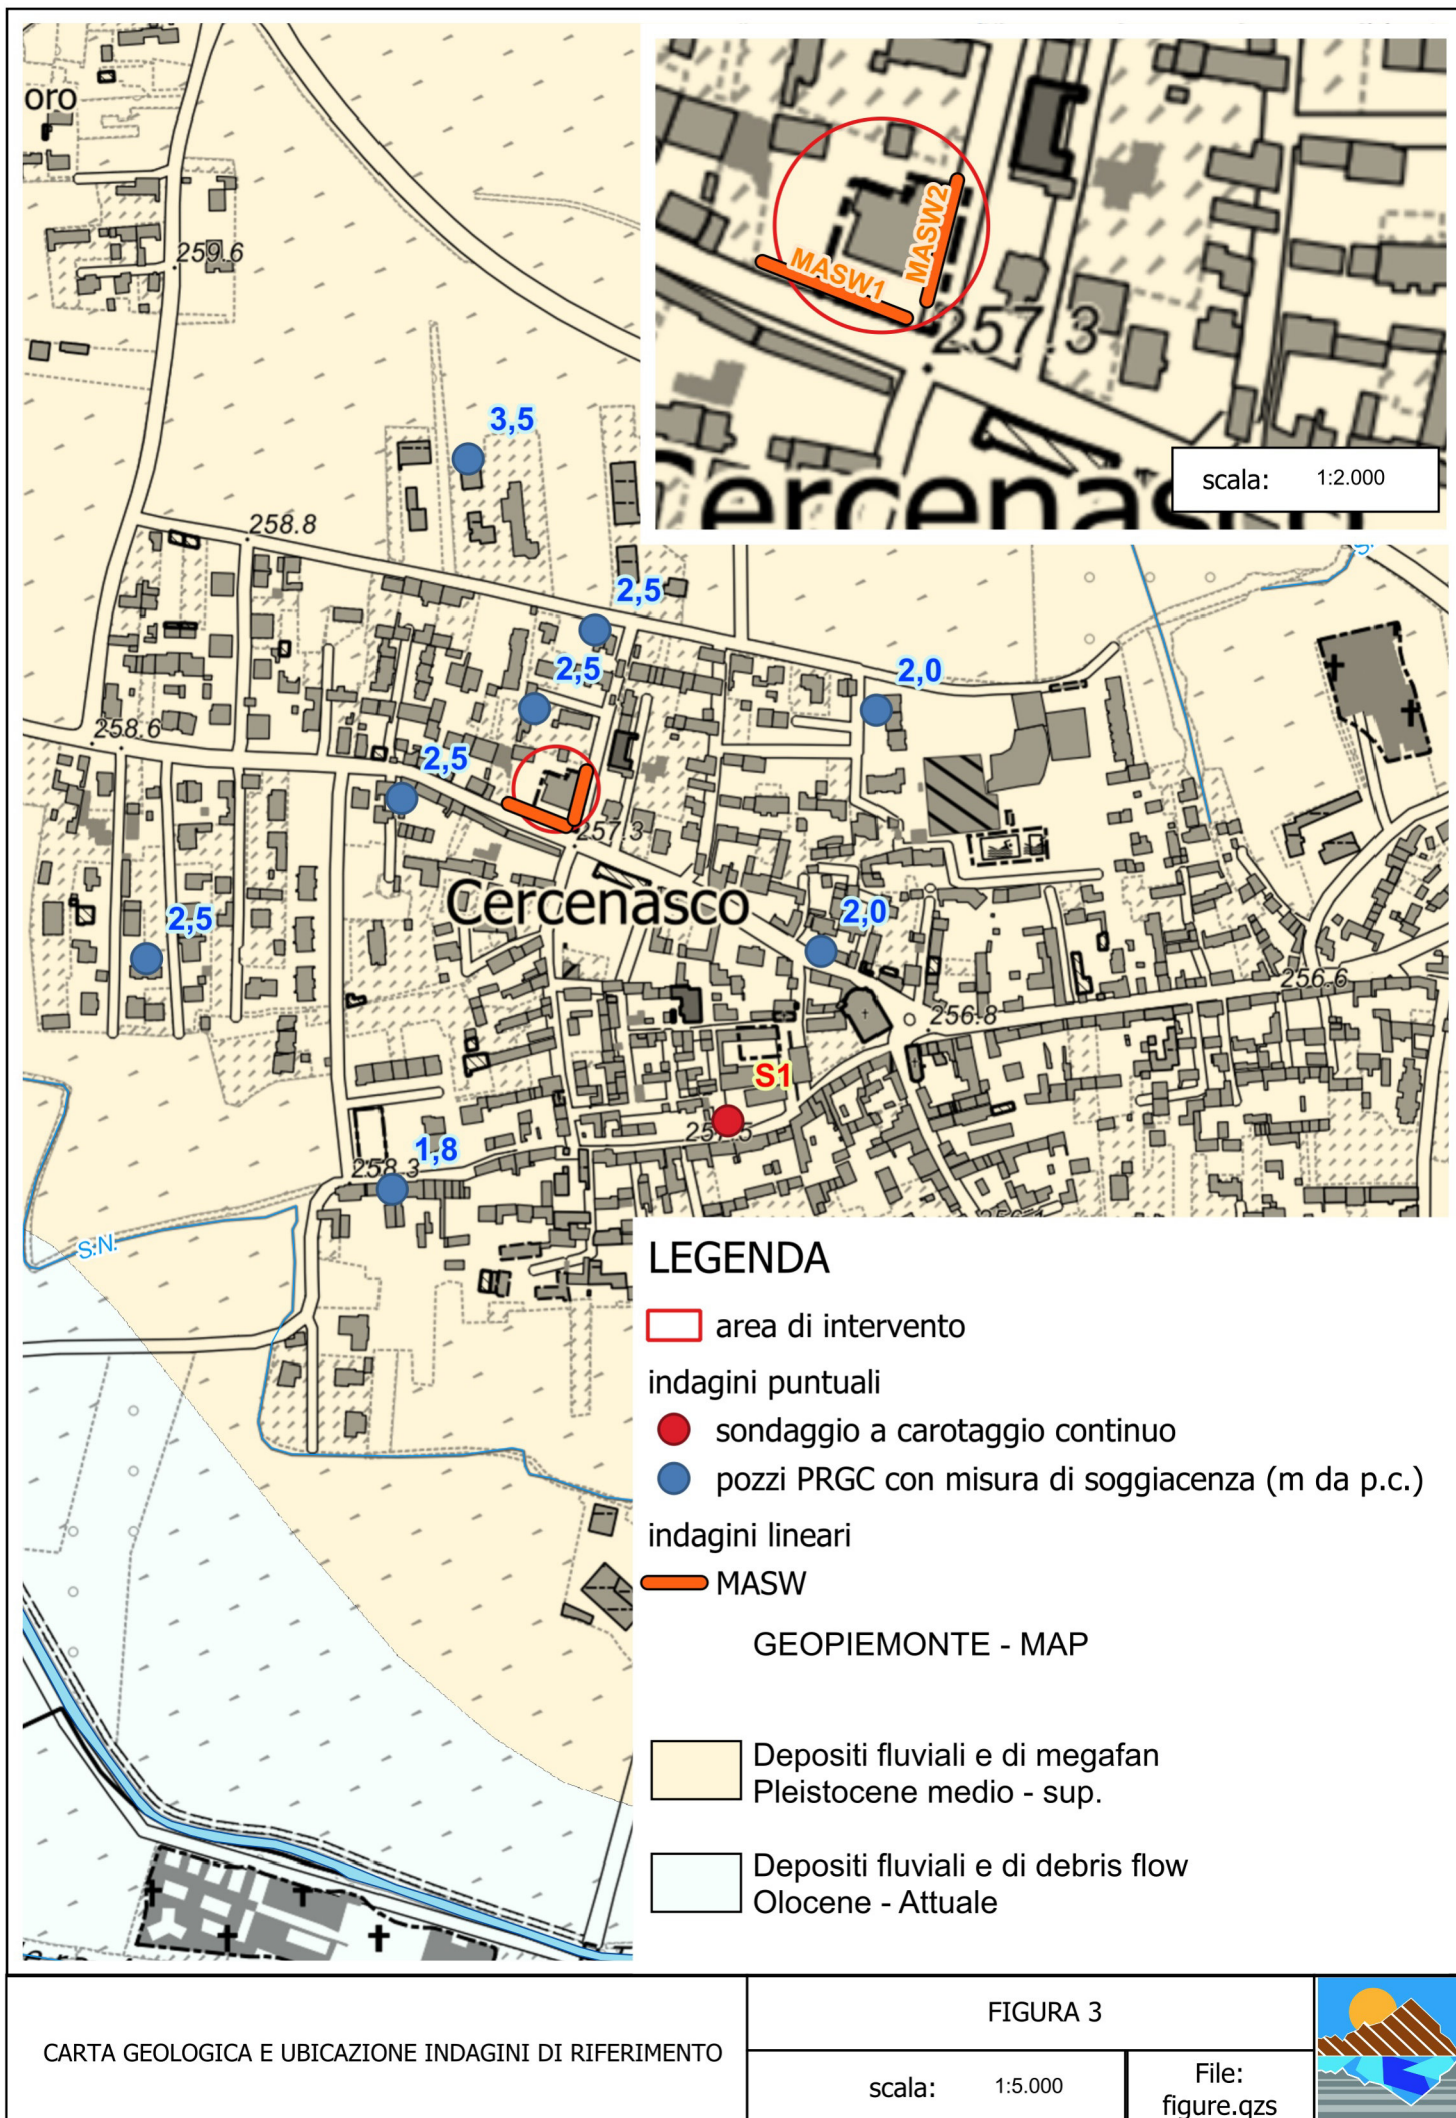 oro
259.6
3,5
258.8
2,5
2,5
2,0
258.6
2,5
257.3
Cercenasco
2,5
2,0
256.6
256.8
S1
1,8
258.3
S.N.
MASW1
MASW2
257.3
Cercenasco
scala: 1:2.000
LEGENDA
area di intervento
indagini puntuali
sondaggio a carotaggio continuo
pozzi PRGC con misura di soggiacenza (m da p.c.)
indagini lineari
MASW
GEOPIEMONTE - MAP
Depositi fluviali e di megafan
Pleistocene medio - sup.
Depositi fluviali e di debris flow
Olocene - Attuale
CARTA GEOLOGICA E UBICAZIONE INDAGINI DI RIFERIMENTO
FIGURA 3
scala: 1:5.000
File:
figure.qzs